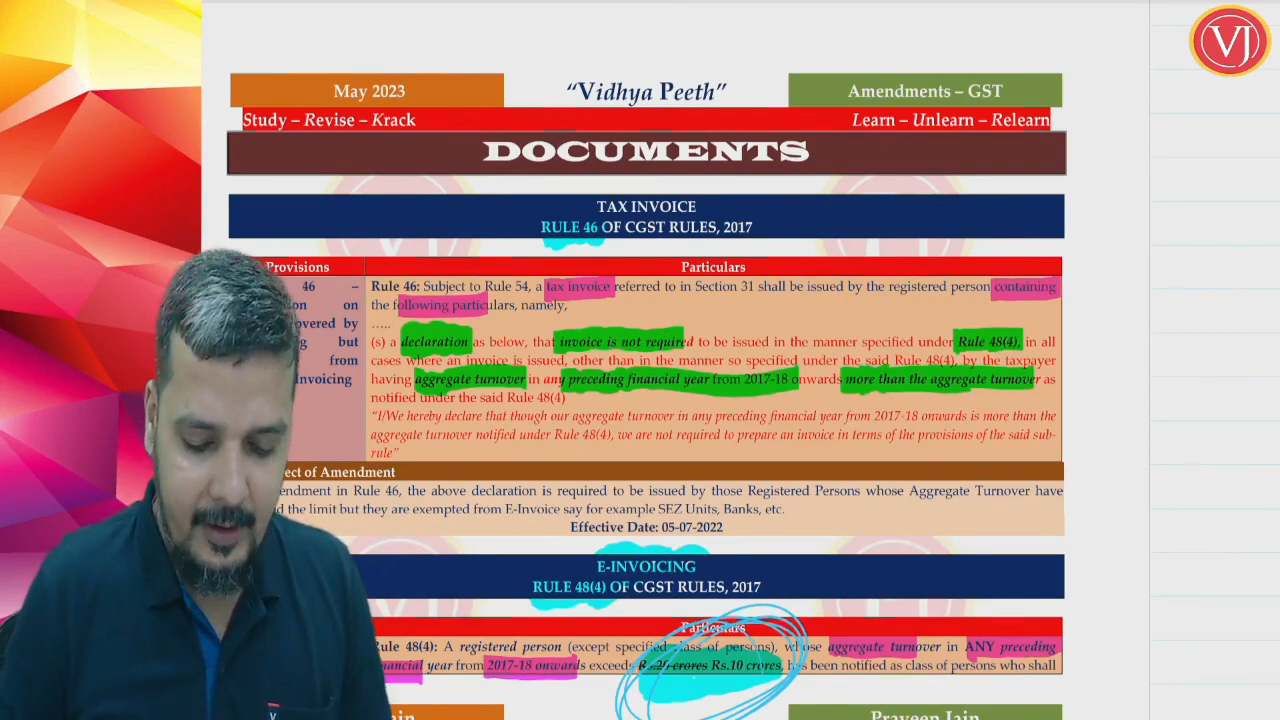 VJ
May 2023
“Vidhya Peeth”
Amendments – GST
Study – Revise – Krack
Learn – Unlearn – Relearn
DOCUMENTS
TAX INVOICE
RULE 46 OF CGST RULES, 2017
Provisions
Particulars
46 –
on on
overed by
but
from
Invoicing
Rule 46: Subject to Rule 54, a tax invoice referred to in Section 31 shall be issued by the registered person containing
the following particulars, namely,
…..
(s) a declaration as below, that invoice is not required to be issued in the manner specified under Rule 48(4), in all
cases where an invoice is issued, other than in the manner so specified under the said Rule 48(4), by the taxpayer
having aggregate turnover in any preceding financial year from 2017-18 onwards more than the aggregate turnover as
notified under the said Rule 48(4)
“I/We hereby declare that though our aggregate turnover in any preceding financial year from 2017-18 onwards is more than the
aggregate turnover notified under Rule 48(4), we are not required to prepare an invoice in terms of the provisions of the said sub-
rule”
ect of Amendment
endment in Rule 46, the above declaration is required to be issued by those Registered Persons whose Aggregate Turnover have
d the limit but they are exempted from E-Invoice say for example SEZ Units, Banks, etc.
Effective Date: 05-07-2022
E-INVOICING
RULE 48(4) OF CGST RULES, 2017
Particulars
Rule 48(4): A registered person (except specified class of persons), whose aggregate turnover in ANY preceding
financial year from 2017-18 onwards exceeds Rs.20 crores Rs.10 crores, has been notified as class of persons who shall
Praveen Jain